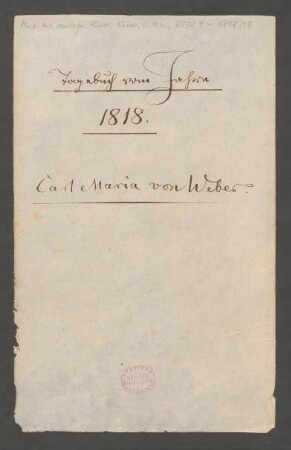 Tagebuch vom Jahre
1818.
Carl Maria von Weber.